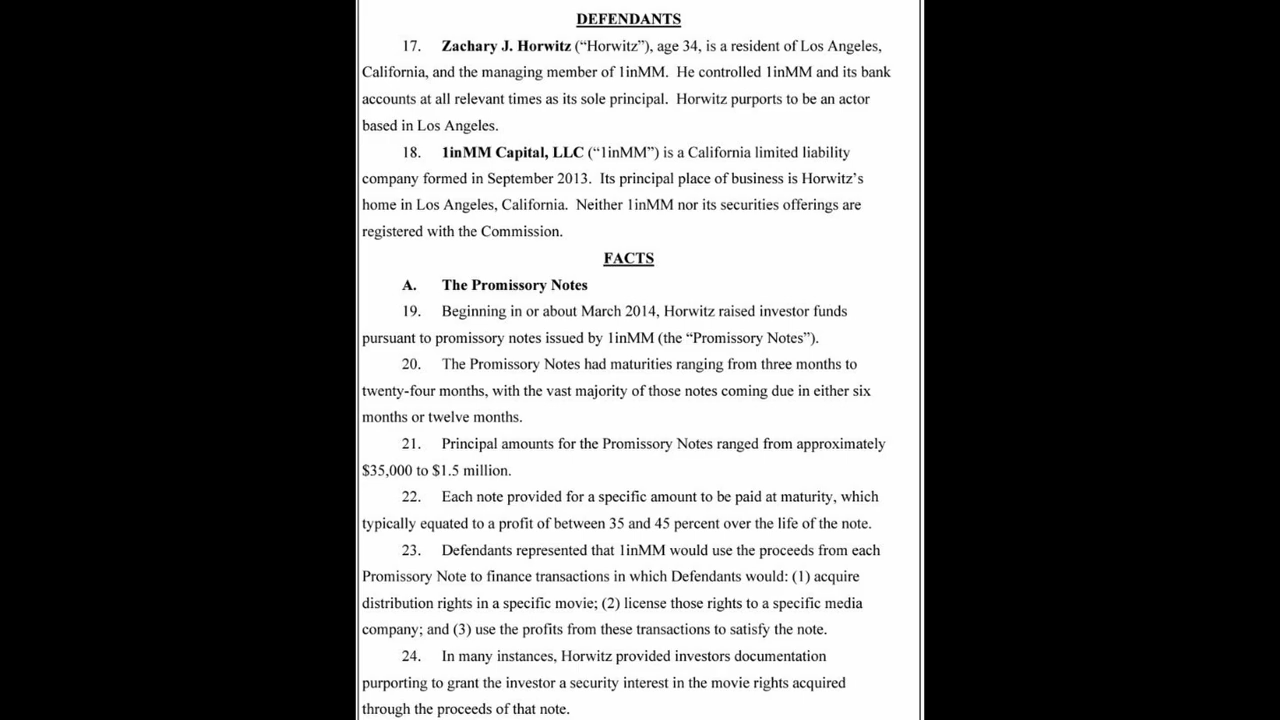 DEFENDANTS
17. Zachary J. Horwitz (“Horwitz”), age 34, is a resident of Los Angeles,
California, and the managing member of 1inMM. He controlled 1inMM and its bank
accounts at all relevant times as its sole principal. Horwitz purports to be an actor
based in Los Angeles.
18. 1inMM Capital, LLC (“1inMM”) is a California limited liability
company formed in September 2013. Its principal place of business is Horwitz’s
home in Los Angeles, California. Neither 1inMM nor its securities offerings are
registered with the Commission.
FACTS
A. The Promissory Notes
19. Beginning in or about March 2014, Horwitz raised investor funds
pursuant to promissory notes issued by 1inMM (the “Promissory Notes”).
20. The Promissory Notes had maturities ranging from three months to
twenty-four months, with the vast majority of those notes coming due in either six
months or twelve months.
21. Principal amounts for the Promissory Notes ranged from approximately
$35,000 to $1.5 million.
22. Each note provided for a specific amount to be paid at maturity, which
typically equated to a profit of between 35 and 45 percent over the life of the note.
23. Defendants represented that 1inMM would use the proceeds from each
Promissory Note to finance transactions in which Defendants would: (1) acquire
distribution rights in a specific movie; (2) license those rights to a specific media
company; and (3) use the profits from these transactions to satisfy the note.
24. In many instances, Horwitz provided investors documentation
purporting to grant the investor a security interest in the movie rights acquired
through the proceeds of that note.